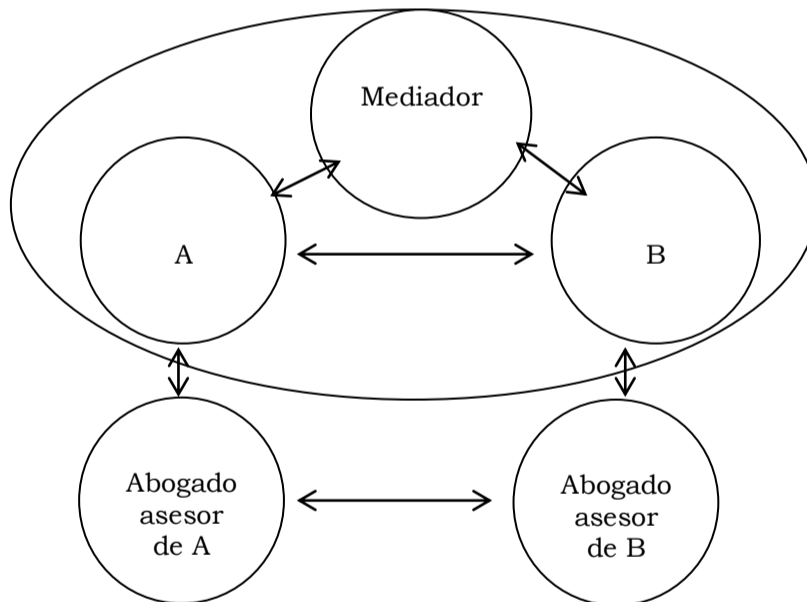 Mediador
A
B
Abogado
asesor
de A
Abogado
asesor
de B